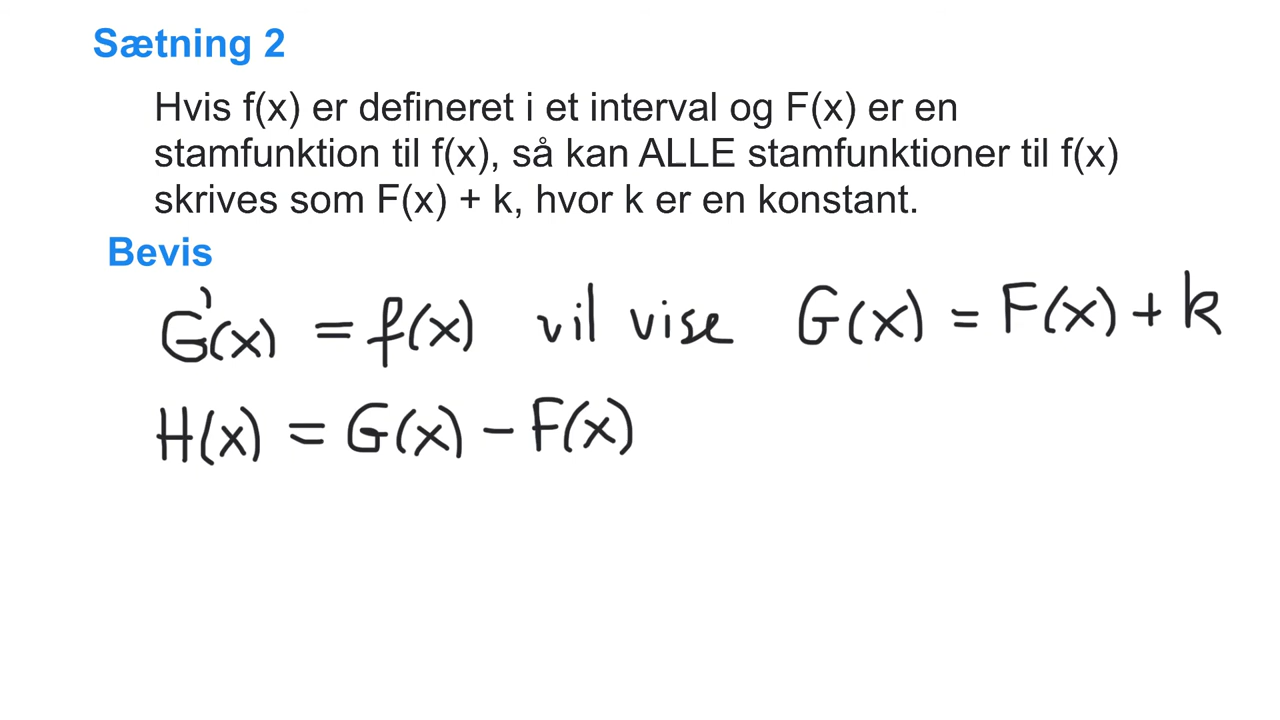 Sætning 2
Hvis f(x) er defineret i et interval og F(x) er en
stamfunktion til f(x), så kan ALLE stamfunktioner til f(x)
skrives som F(x) + k, hvor k er en konstant.
Bevis
G'(x) = f(x) vil vise G(x) = F(x) + k
H(x) = G(x) - F(x)